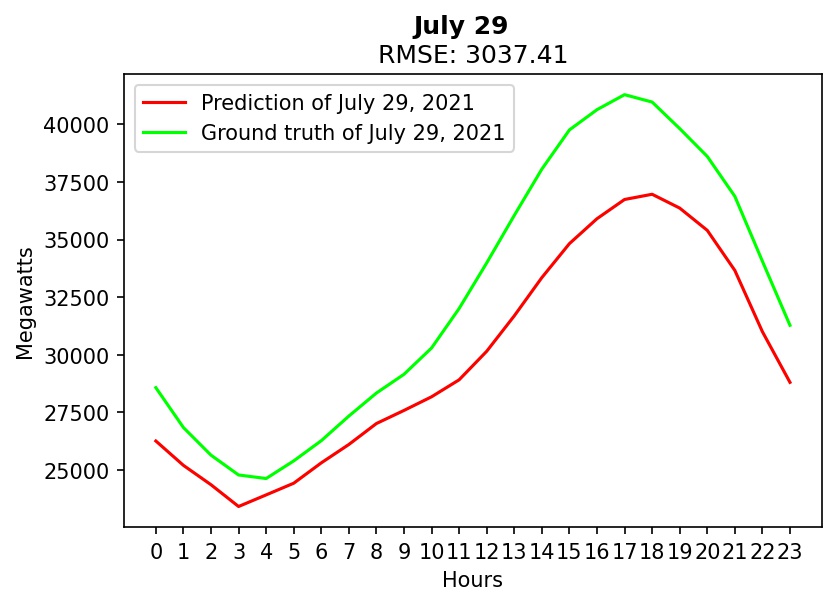 July 29
RMSE: 3037.41
Prediction of July 29, 2021
Ground truth of July 29, 2021
40000
37500
35000
32500
30000
27500
25000
Megawatts
0 1 2 3 4 5 6 7 8 9 10 11 12 13 14 15 16 17 18 19 20 21 22 23
Hours